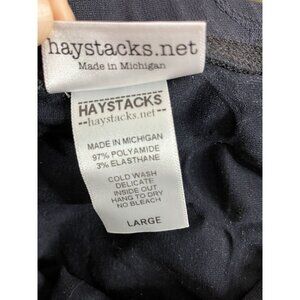 haystacks.net
Made in Michigan
HAYSTACKS
--haystacks.net--
MADE IN MICHIGAN
97% POLYAMIDE
3% ELASTHANE
COLD WASH
DELICATE
INSIDE OUT
HANG TO DRY
NO BLEACH
LARGE